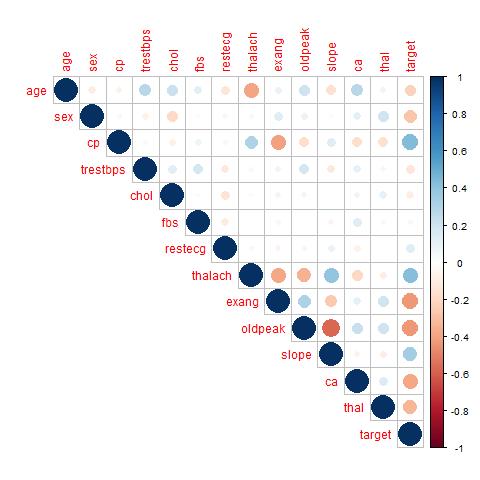 age
sex
cp
trestbps
chol
fbs
restecg
thalach
exang
oldpeak
slope
ca
thal
target
age
sex
cp
trestbps
chol
fbs
restecg
thalach
exang
oldpeak
slope
ca
thal
target
1
0.8
0.6
0.4
0.2
0
-0.2
-0.4
-0.6
-0.8
-1